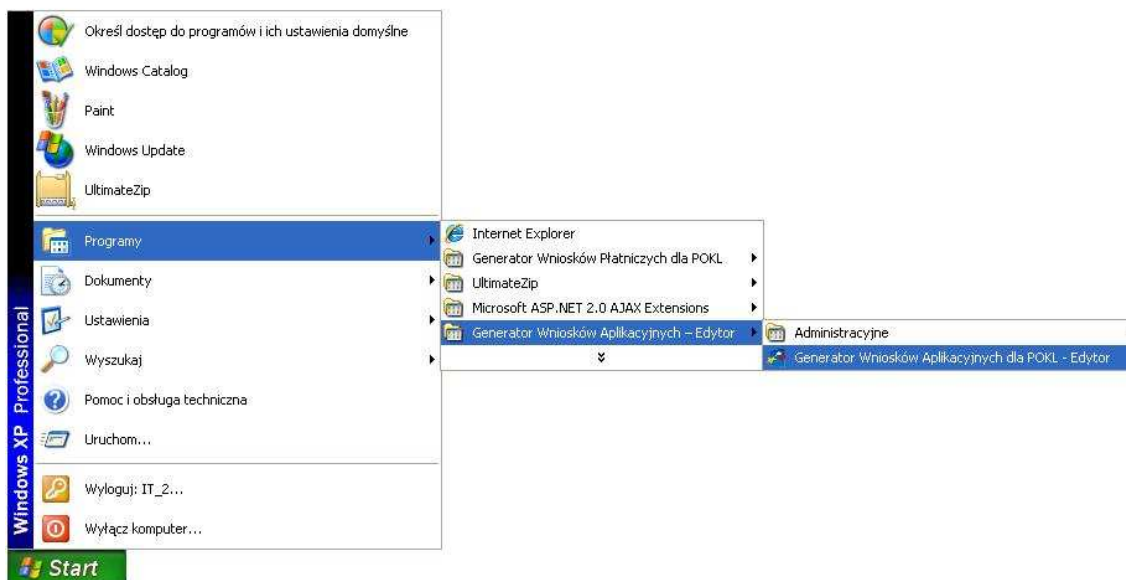 Określ dostęp do programów i ich ustawienia domyślne
Windows Catalog
Paint
Windows Update
UltimateZip
Programy
Dokumenty
Ustawienia
Wyszukaj
Pomoc i obsługa techniczna
Uruchom...
Wyloguj: IT_2...
Wyłącz komputer...
Windows XP Professional
Start
Internet Explorer
Generator Wniosków Płatniczych dla POKL
UltimateZip
Microsoft ASP.NET 2.0 AJAX Extensions
Generator Wniosków Aplikacyjnych – Edytor
Administracyjne
Generator Wniosków Aplikacyjnych dla POKL - Edytor